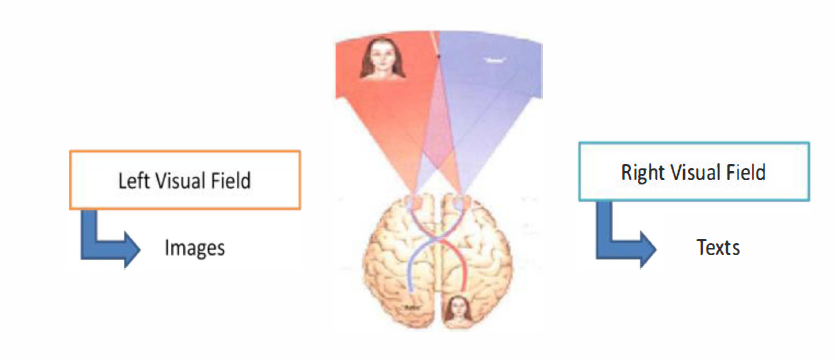 Left Visual Field
Images
Right Visual Field
Texts